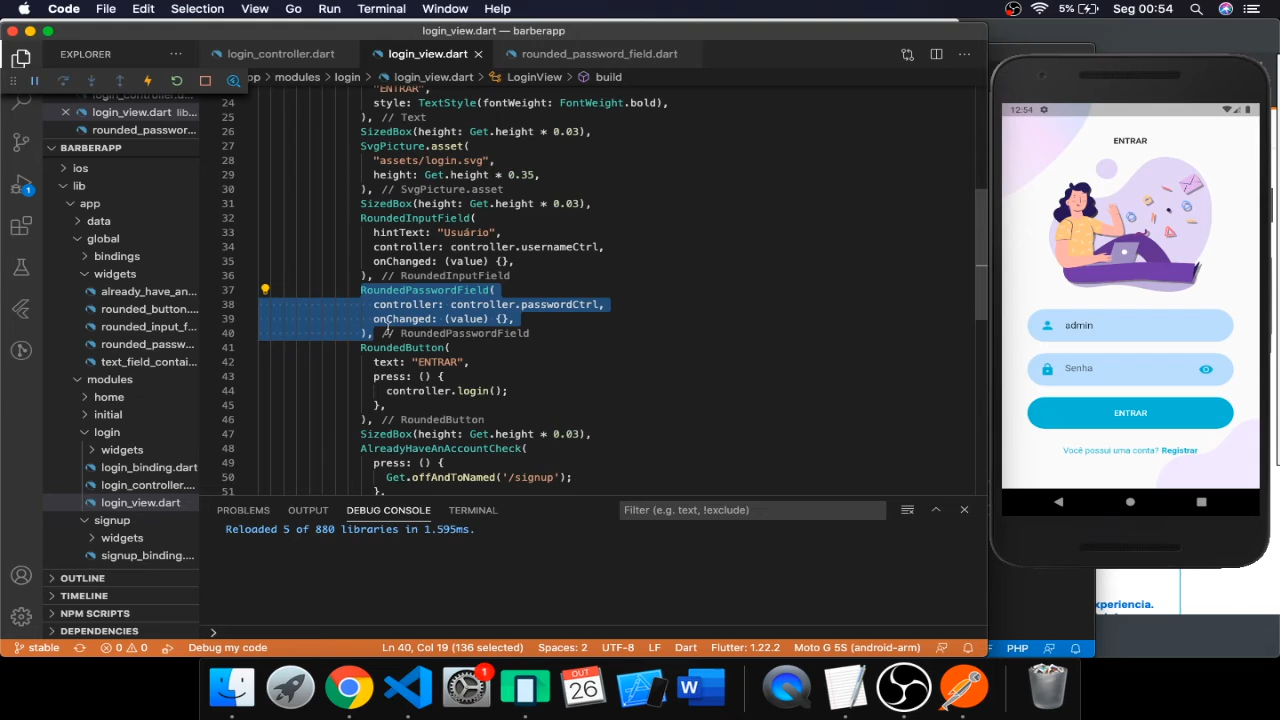 Code File Edit Selection View Go Run Terminal Window Help 5% Seg 00:54
login_view.dart — barberapp
EXPLORER ··· login_controller.dart login_view.dart × rounded_password_field.dart ···
pp › modules › login › login_view.dart › LoginView › build
login_view.dart lib...
rounded_passwor...
BARBERAPP
ios
lib
app
data
global
bindings
widgets
already_have_an...
rounded_button....
rounded_input_f...
rounded_passw...
text_field_contai...
modules
home
initial
login
widgets
login_binding.dart
login_controller....
login_view.dart
signup
widgets
signup_binding....
OUTLINE
TIMELINE
NPM SCRIPTS
DEPENDENCIES
1
"ENTRAR",
24 style: TextStyle(fontWeight: FontWeight.bold),
25 ), // Text
26 SizedBox(height: Get.height * 0.03),
27 SvgPicture.asset(
28 "assets/login.svg",
29 height: Get.height * 0.35,
30 ), // SvgPicture.asset
31 SizedBox(height: Get.height * 0.03),
32 RoundedInputField(
33 hintText: "Usuário",
34 controller: controller.usernameCtrl,
35 onChanged: (value) {},
36 ), // RoundedInputField
37 RoundedPasswordField(
38 controller: controller.passwordCtrl,
39 onChanged: (value) {},
40 ), // RoundedPasswordField
41 RoundedButton(
42 text: "ENTRAR",
43 press: () {
44 controller.login();
45 },
46 ), // RoundedButton
47 SizedBox(height: Get.height * 0.03),
48 AlreadyHaveAnAccountCheck(
49 press: () {
50 Get.offAndToNamed('/signup');
51 },
PROBLEMS OUTPUT DEBUG CONSOLE TERMINAL Filter (e.g. text, !exclude)
Reloaded 5 of 880 libraries in 1.595ms.
stable 0 0 Debug my code Ln 40, Col 19 (136 selected) Spaces: 2 UTF-8 LF Dart Flutter: 1.22.2 Moto G 5S (android-arm)
PHP
12:54
ENTRAR
admin
Senha
ENTRAR
Você possui uma conta? Registrar
xperiencia.
1
OCT
26
W